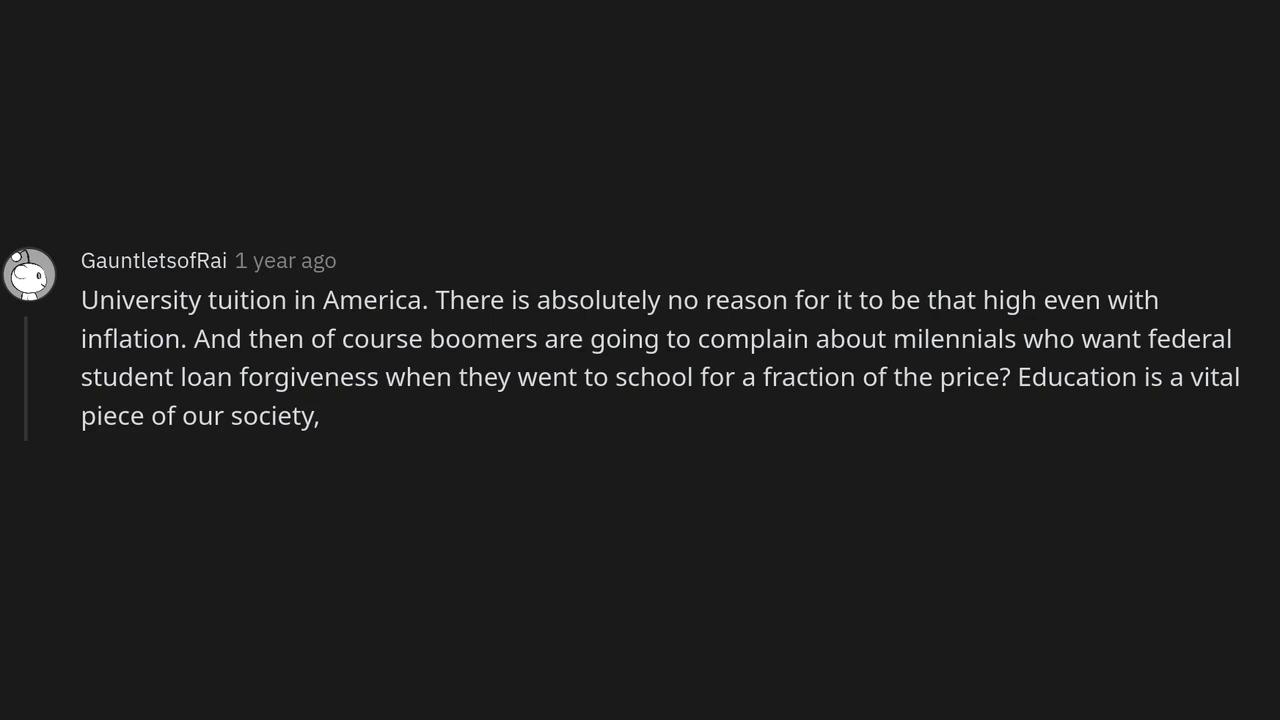 GauntletsofRai 1 year ago
University tuition in America. There is absolutely no reason for it to be that high even with
inflation. And then of course boomers are going to complain about milennials who want federal
student loan forgiveness when they went to school for a fraction of the price? Education is a vital
piece of our society,